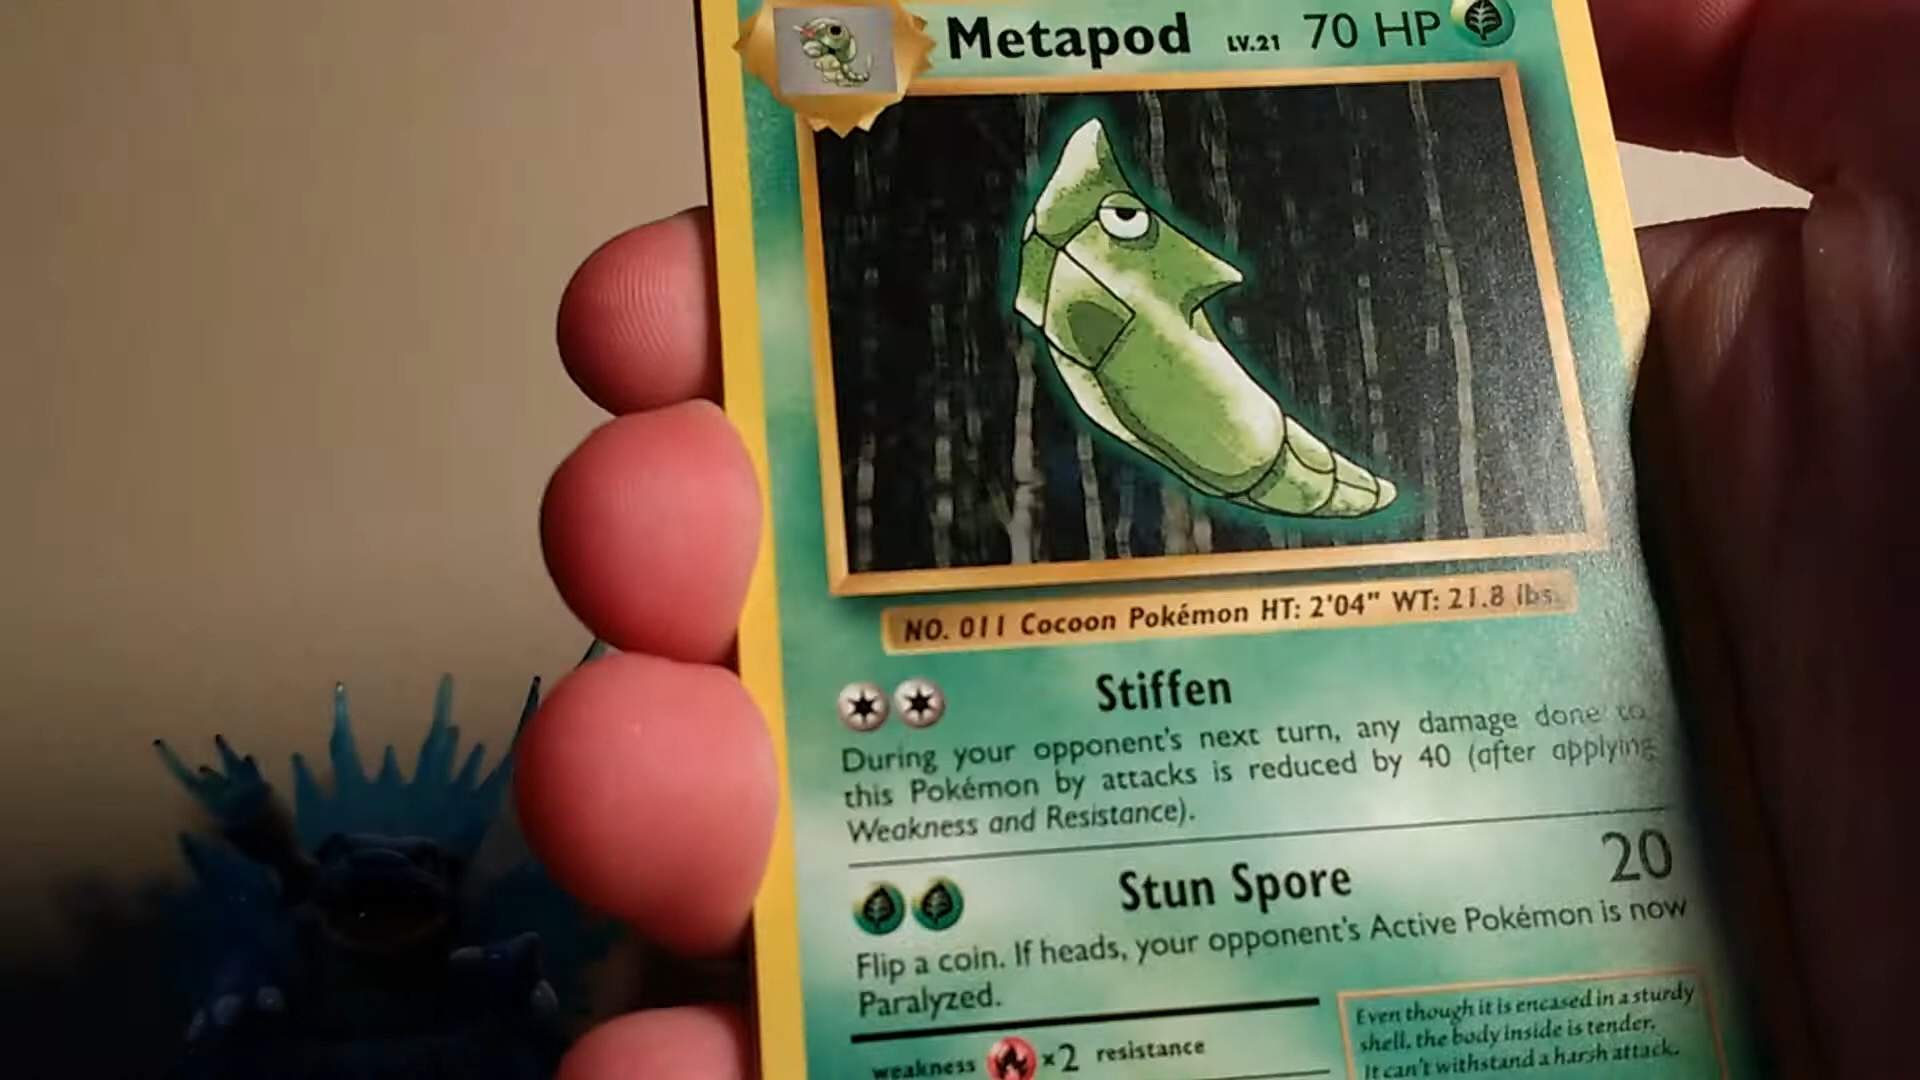 Metapod LV.21 70 HP
NO. 011 Cocoon Pokémon HT: 2'04" WT: 21.8 lbs.
Stiffen
During your opponent's next turn, any damage done to
this Pokémon by attacks is reduced by 40 (after applying
Weakness and Resistance).
Stun Spore 20
Flip a coin. If heads, your opponent's Active Pokémon is now
Paralyzed.
weakness ×2 resistance
Even though it is encased in a sturdy
shell, the body inside is tender.
It can't withstand a harsh attack.